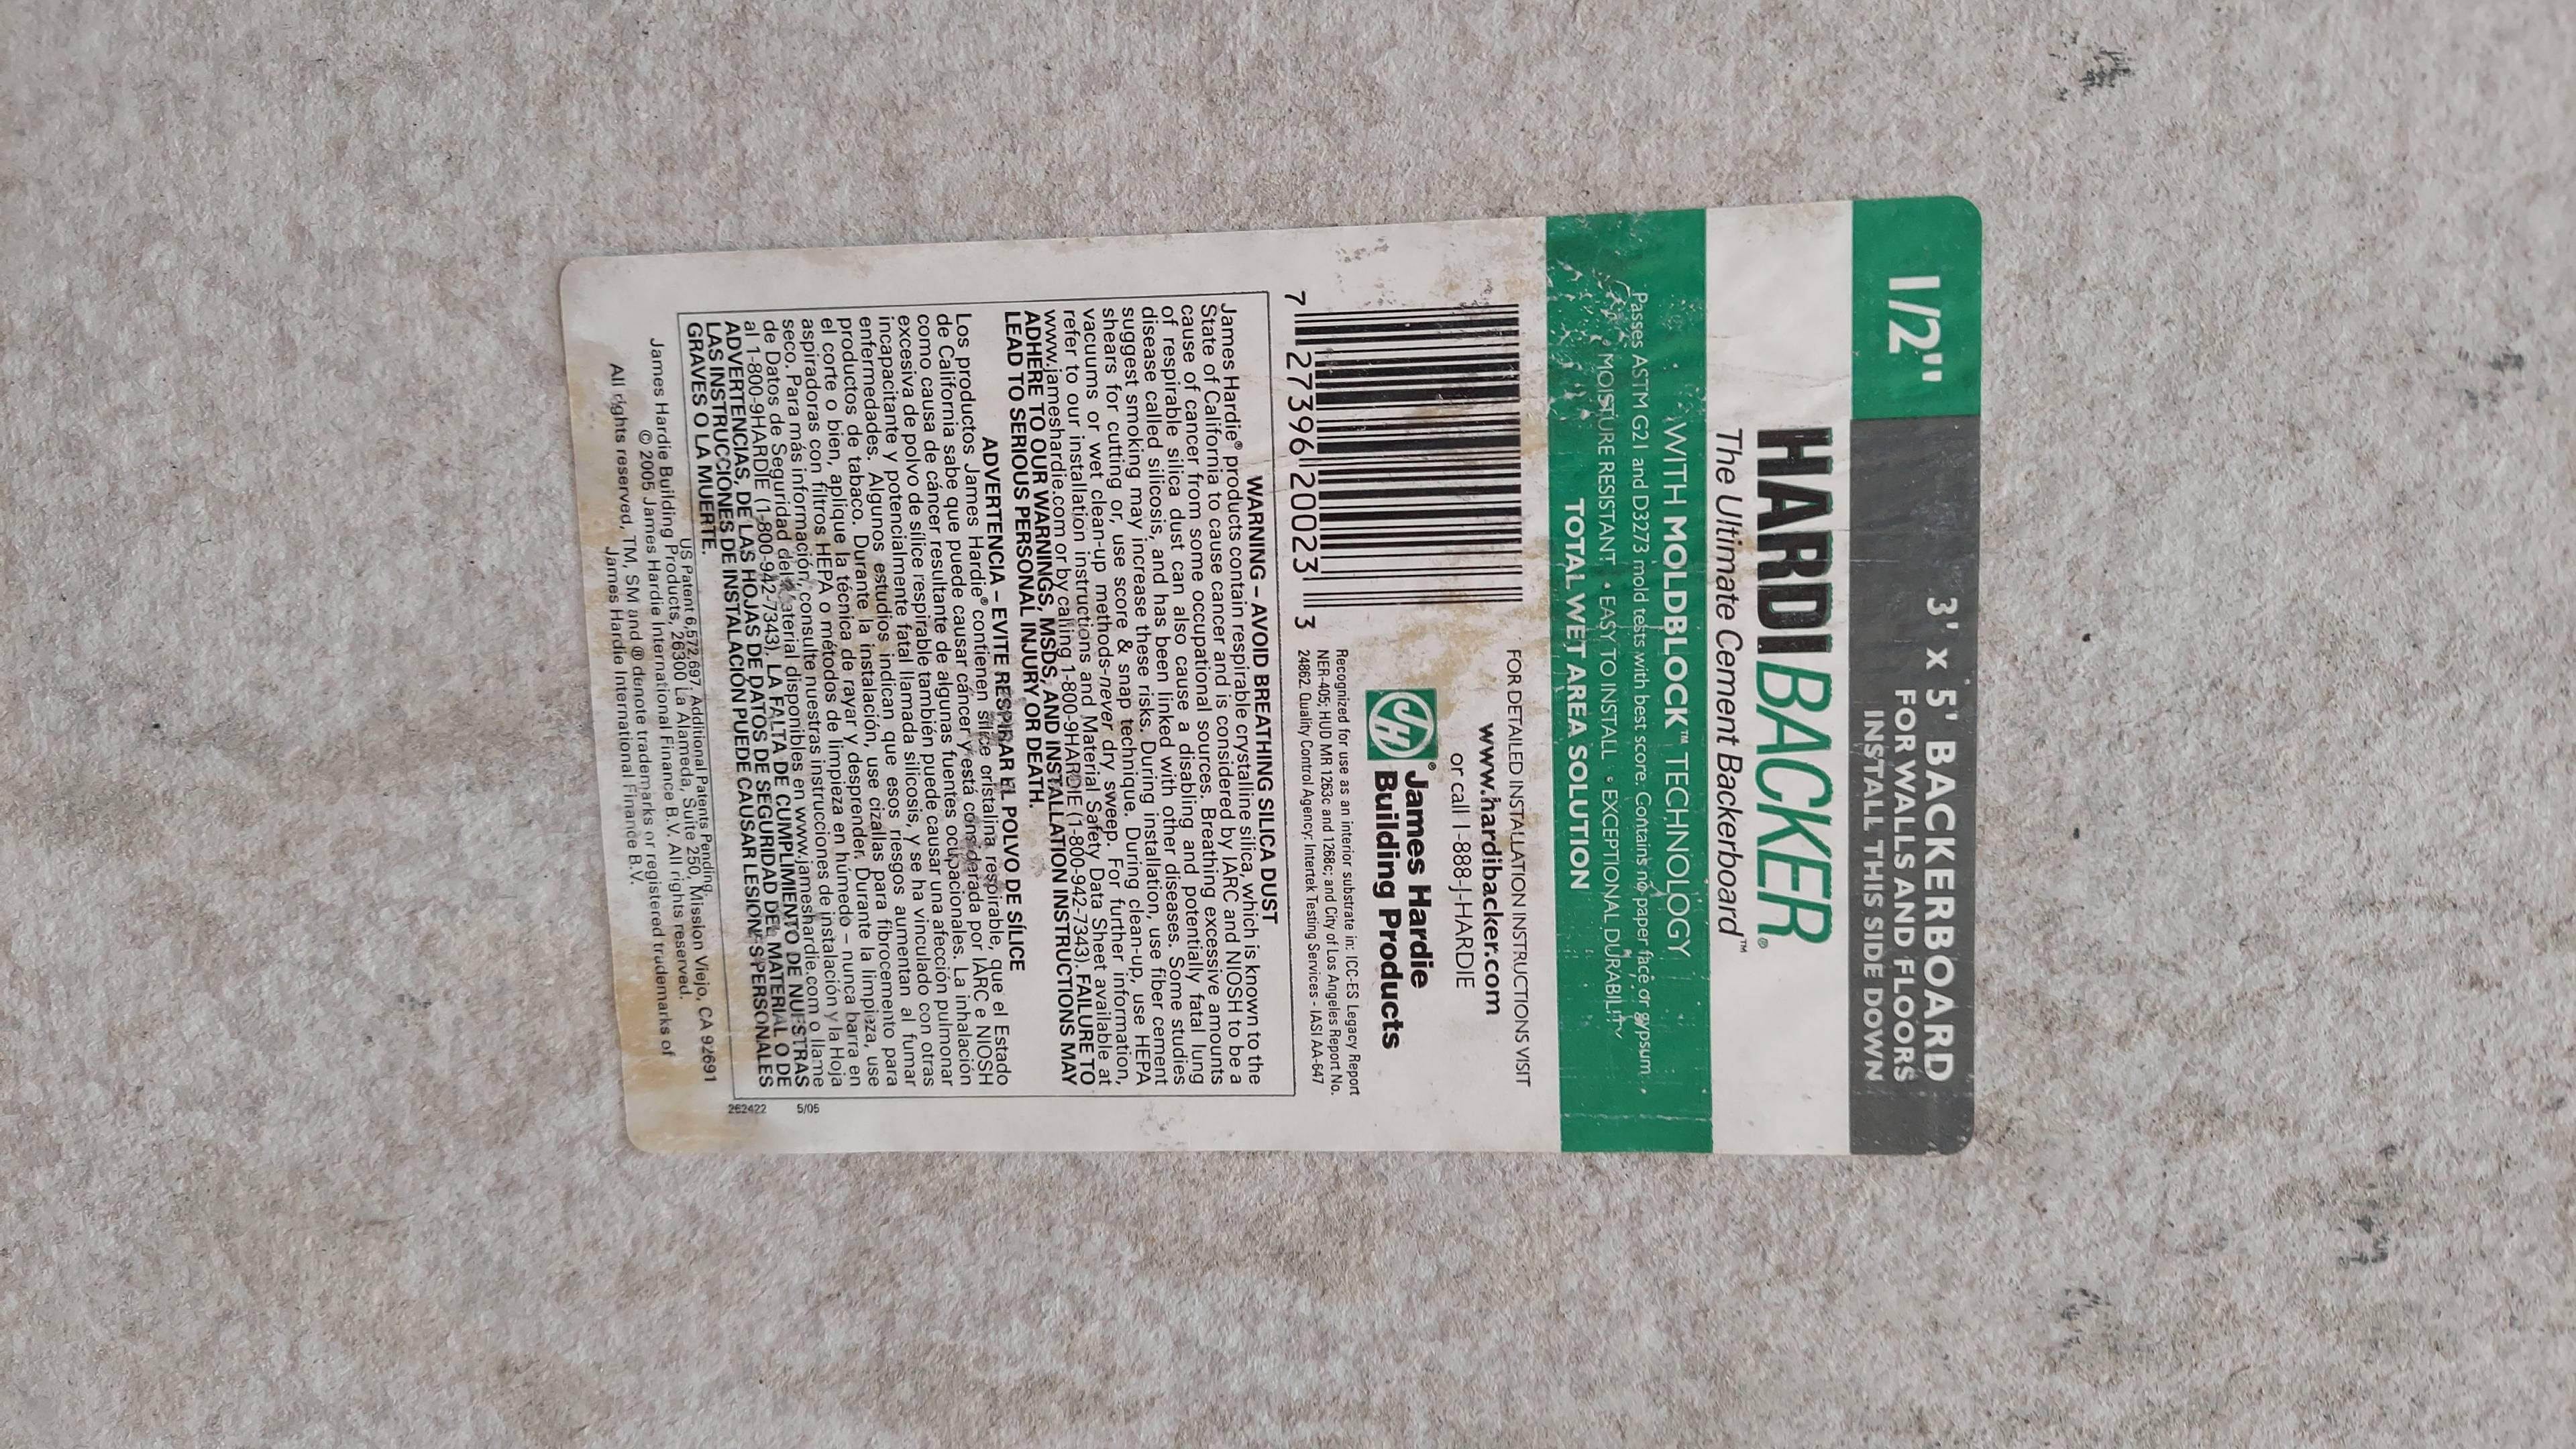 1/2"
3' x 5' BACKERBOARD
FOR WALLS AND FLOORS
INSTALL THIS SIDE DOWN
HARDIBACKER®
The Ultimate Cement Backerboard™
WITH MOLDBLOCK™ TECHNOLOGY
Passes ASTM G21 and D3273 mold tests with best score. Contains no paper face or gypsum •
• MOISTURE RESISTANT • EASY TO INSTALL • EXCEPTIONAL DURABILITY
TOTAL WET AREA SOLUTION
FOR DETAILED INSTALLATION INSTRUCTIONS VISIT
www.hardibacker.com
or call 1-888-J-HARDIE
James Hardie®
Building Products
7 27396 20023 3
Recognized for use as an interior substrate in: ICC-ES Legacy Report
NER-405; HUD MR 1263c and 1268c; and City of Los Angeles Report No.
24862. Quality Control Agency: Intertek Testing Services - IASI AA-647
WARNING – AVOID BREATHING SILICA DUST
James Hardie® products contain respirable crystalline silica, which is known to the
State of California to cause cancer and is considered by IARC and NIOSH to be a
cause of cancer from some occupational sources. Breathing excessive amounts
of respirable silica dust can also cause a disabling and potentially fatal lung
disease called silicosis, and has been linked with other diseases. Some studies
suggest smoking may increase these risks. During installation, use fiber cement
shears for cutting or, use score & snap technique. During clean-up, use HEPA
vacuums or wet clean-up methods-never dry sweep. For further information,
refer to our installation instructions and Material Safety Data Sheet available at
www.jameshardie.com or by calling 1-800-9HARDIE (1-800-942-7343). FAILURE TO
ADHERE TO OUR WARNINGS, MSDS, AND INSTALLATION INSTRUCTIONS MAY
LEAD TO SERIOUS PERSONAL INJURY OR DEATH.
ADVERTENCIA – EVITE RESPIRAR EL POLVO DE SÍLICE
Los productos James Hardie® contienen sílice cristalina respirable, que el Estado
de California sabe que puede causar cáncer y está considerada por IARC e NIOSH
como causa de cáncer resultante de algunas fuentes ocupacionales. La inhalación
excesiva de polvo de sílice respirable también puede causar una afección pulmonar
incapacitante y potencialmente fatal llamada silicosis, y se ha vinculado con otras
enfermedades. Algunos estudios indican que esos riesgos aumentan al fumar
productos de tabaco. Durante la instalación, use cizallas para fibrocemento para
el corte o bien, aplique la técnica de rayar y desprender. Durante la limpieza, use
aspiradoras con filtros HEPA o métodos de limpieza en húmedo – nunca barra en
seco. Para más información, consulte nuestras instrucciones de instalación y la Hoja
de Datos de Seguridad del Material disponibles en www.jameshardie.com o llame
al 1-800-9HARDIE (1-800-942-7343). LA FALTA DE CUMPLIMIENTO DE NUESTRAS
ADVERTENCIAS, DE LAS HOJAS DE DATOS DE SEGURIDAD DEL MATERIAL O DE
LAS INSTRUCCIONES DE INSTALACIÓN PUEDE CAUSAR LESIONES PERSONALES
GRAVES O LA MUERTE.
US Patent 6,572,697. Additional Patents Pending.
James Hardie Building Products, 26300 La Alameda, Suite 250, Mission Viejo, CA 92691
© 2005 James Hardie International Finance B.V. All rights reserved.
All rights reserved, TM, SM and ® denote trademarks or registered trademarks of
James Hardie International Finance B.V.
262422 5/05